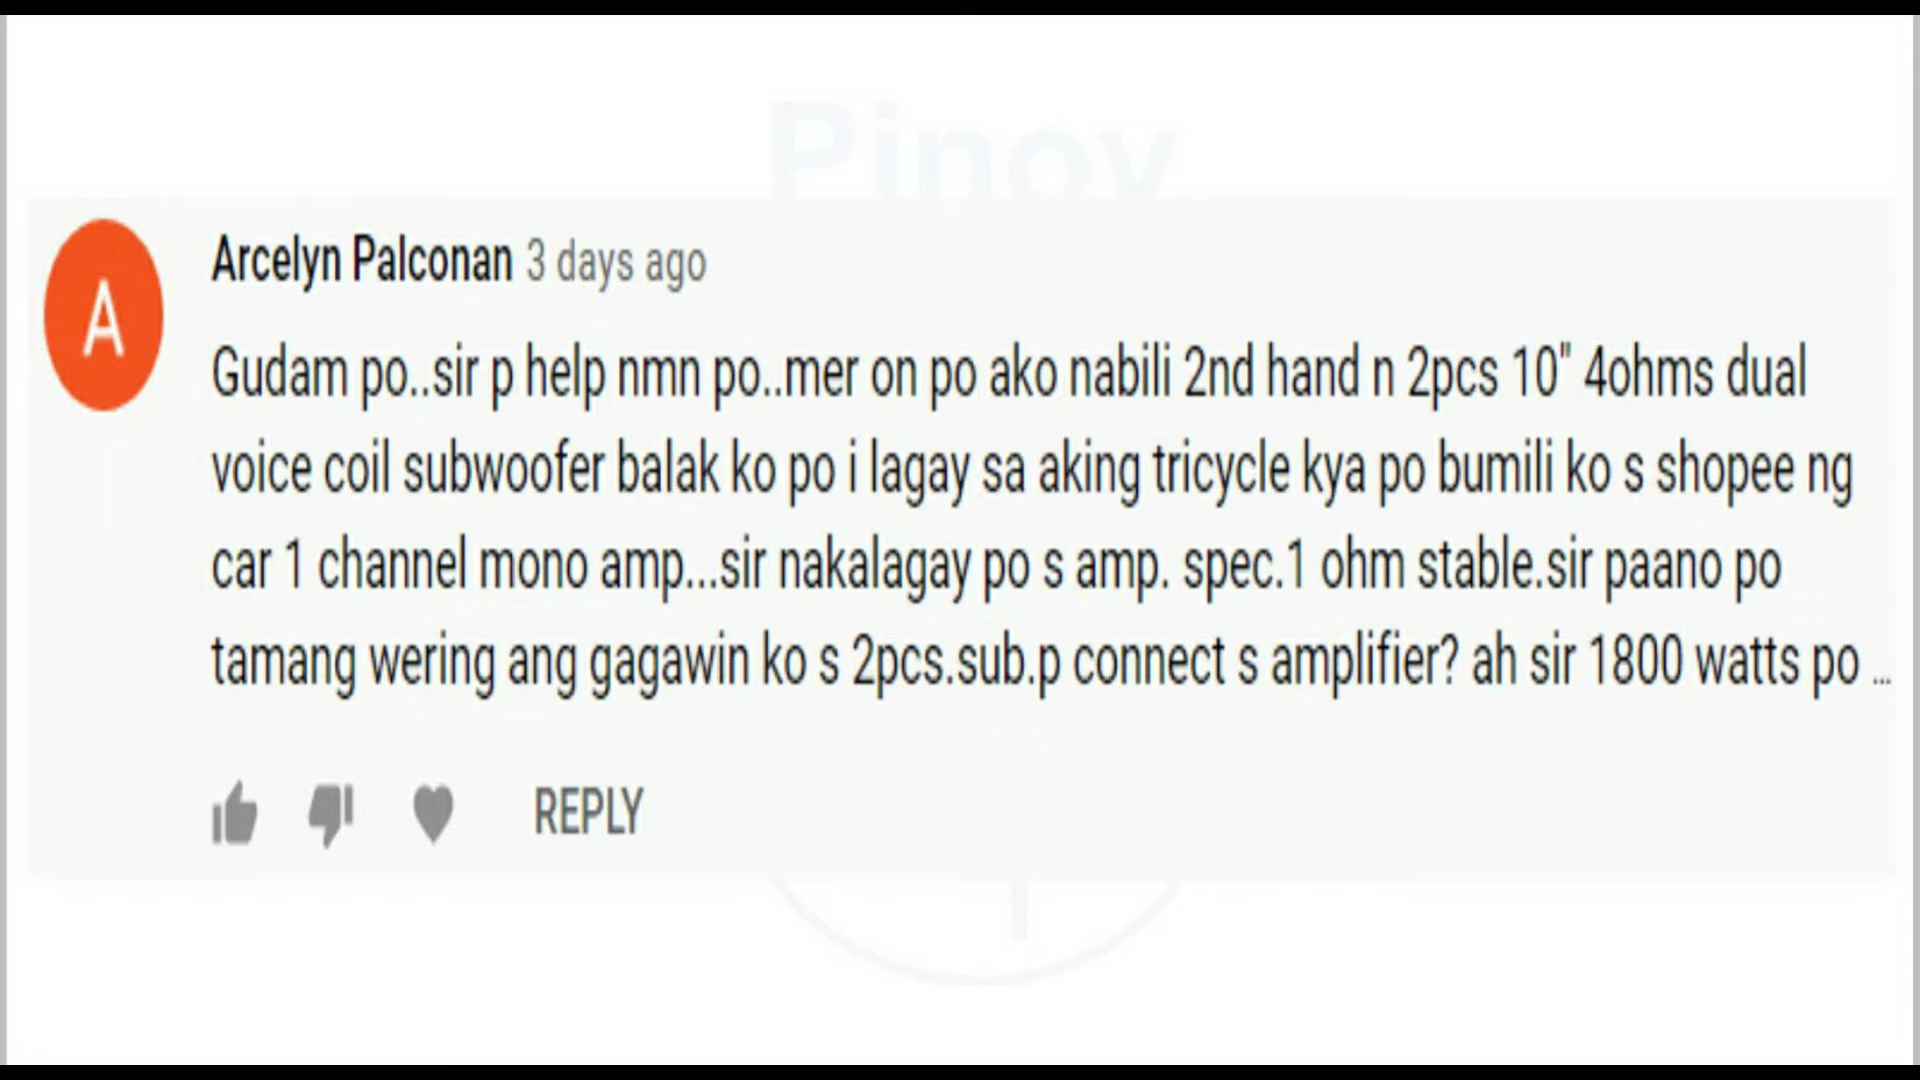 Pinoy
A
Arcelyn Palconan 3 days ago
Gudam po..sir p help nmn po..mer on po ako nabili 2nd hand n 2pcs 10" 4ohms dual
voice coil subwoofer balak ko po i lagay sa aking tricycle kya po bumili ko s shopee ng
car 1 channel mono amp...sir nakalagay po s amp. spec.1 ohm stable.sir paano po
tamang wering ang gagawin ko s 2pcs.sub.p connect s amplifier? ah sir 1800 watts po ...
REPLY